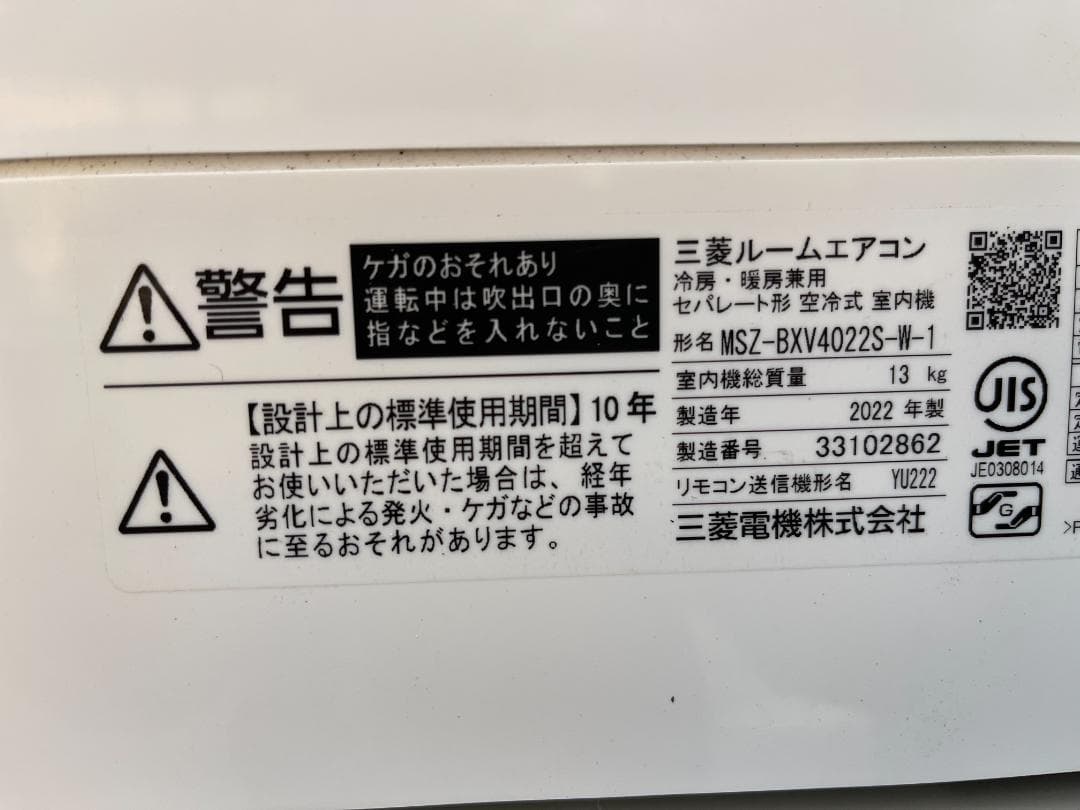 警告
ケガのおそれあり
運転中は吹出口の奥に
指などを入れないこと
【設計上の標準使用期間】10年
設計上の標準使用期間を超えて
お使いいただいた場合は、経年
劣化による発火・ケガなどの事故
に至るおそれがあります。
三菱ルームエアコン
冷房・暖房兼用
セパレート形 空冷式 室内機
形名 MSZ-BXV4022S-W-1
室内機総質量 13 kg
製造年 2022 年製
製造番号 33102862
リモコン送信機形名 YU222
三菱電機株式会社
JIS
JET
JE0308014
G